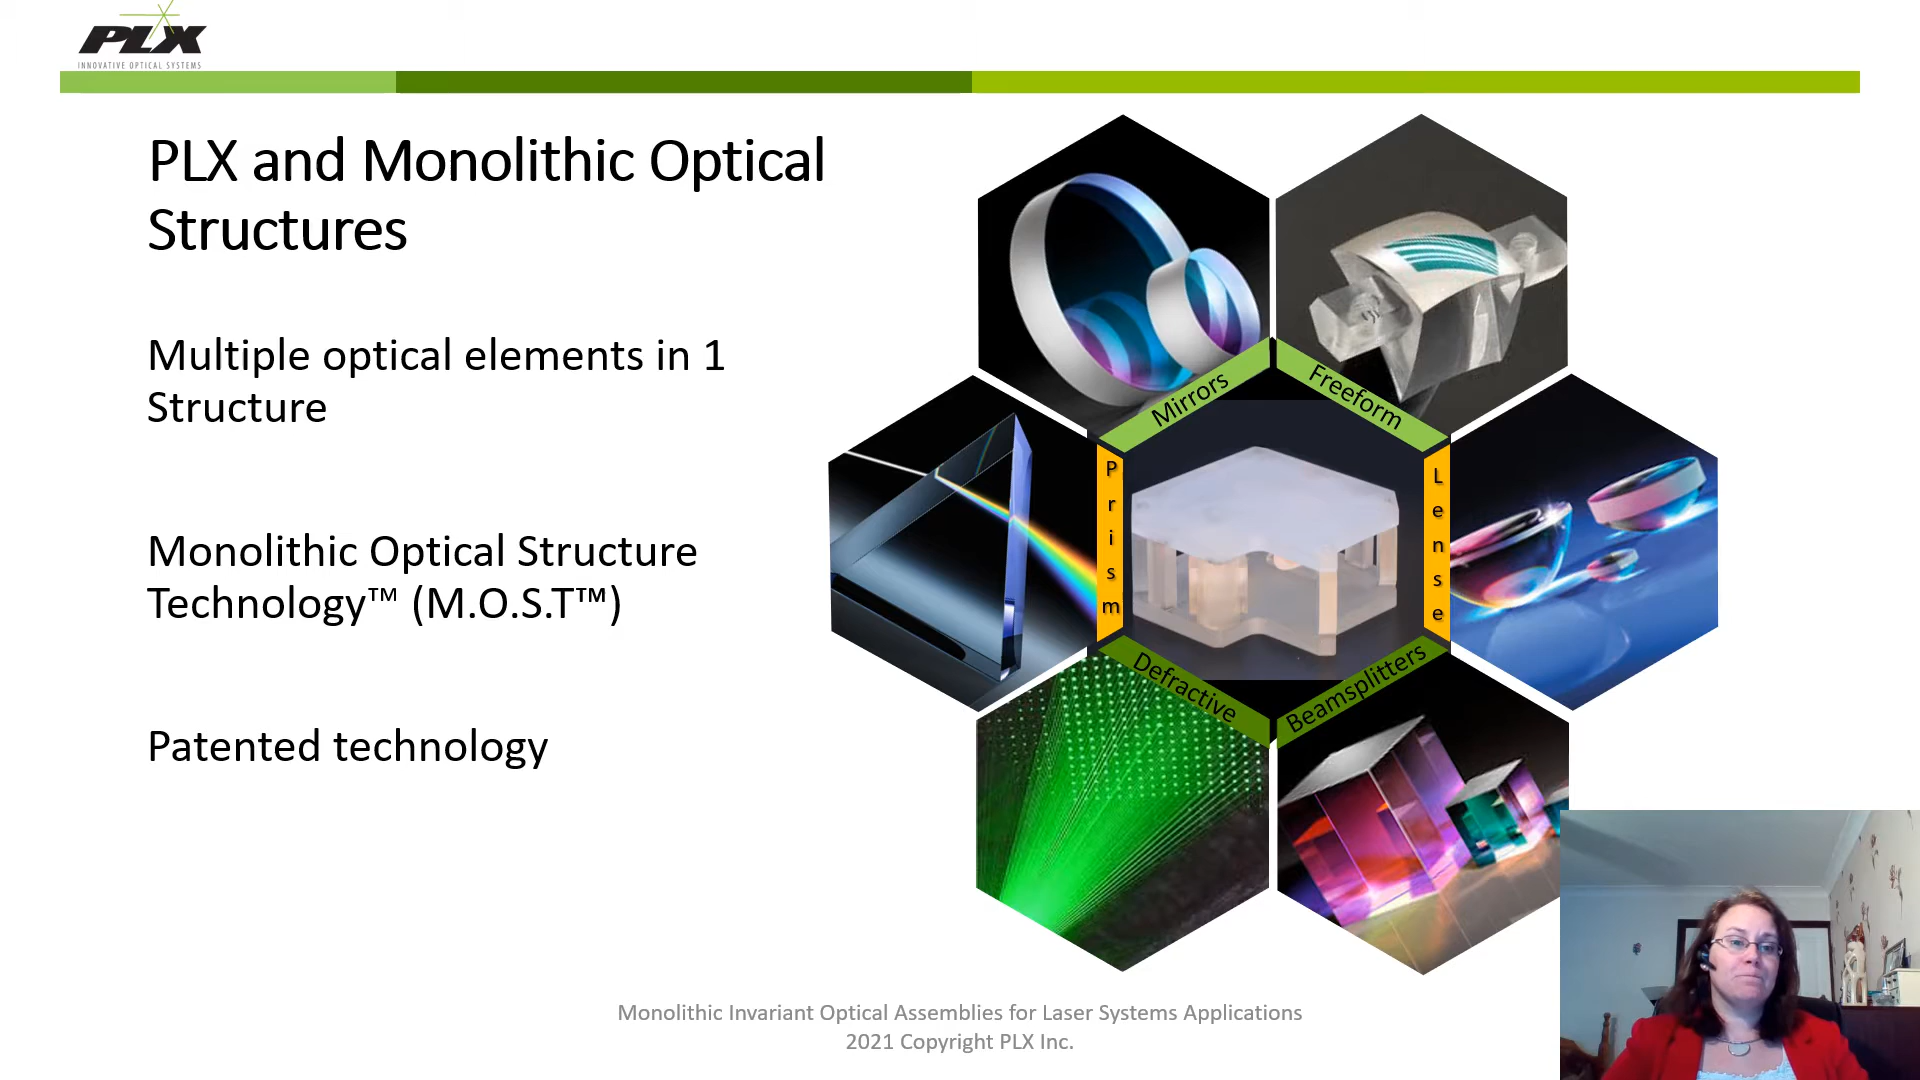 PLX
INNOVATIVE OPTICAL SYSTEMS
PLX and Monolithic Optical
Structures
Multiple optical elements in 1
Structure
Monolithic Optical Structure
Technology™ (M.O.S.T™)
Patented technology
Mirrors
Freeform
Prism
Lense
Defractive
Beamsplitters
Monolithic Invariant Optical Assemblies for Laser Systems Applications
2021 Copyright PLX Inc.